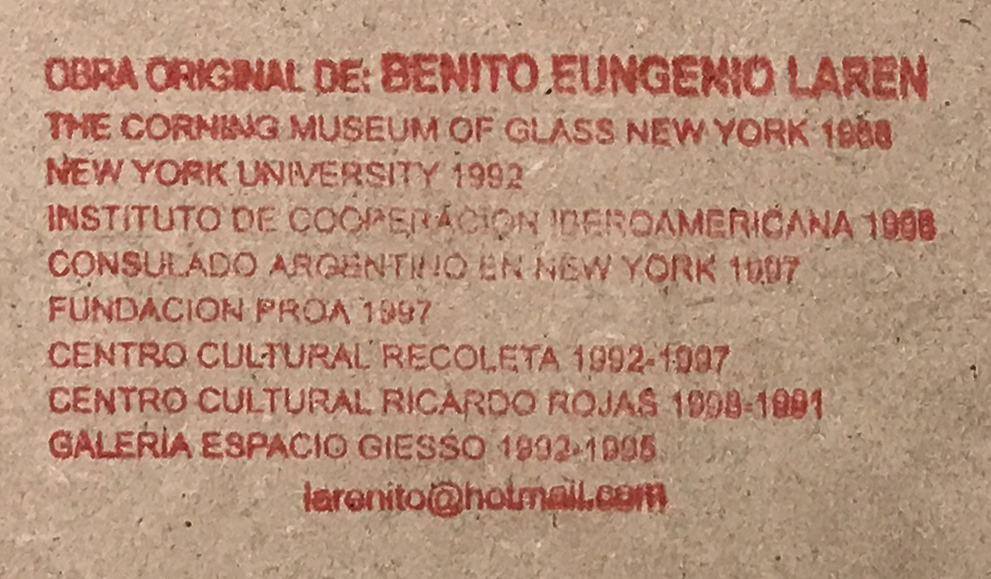 OBRA ORIGINAL DE: BENITO EUNGENIO LAREN
THE CORNING MUSEUM OF GLASS NEW YORK
NEW YORK UNIVERSITY 1992
INSTITUTO DE COOPERACION IBEROAMERICANA
CONSULADO ARGENTINO EN NEW YORK 1997
FUNDACION PROA 1997
CENTRO CULTURAL RECOLETA 1992-1997
CENTRO CULTURAL RICARDO ROJAS
GALERIA ESPACIO GIESSO 1992-1995
larenito@hotmail.com